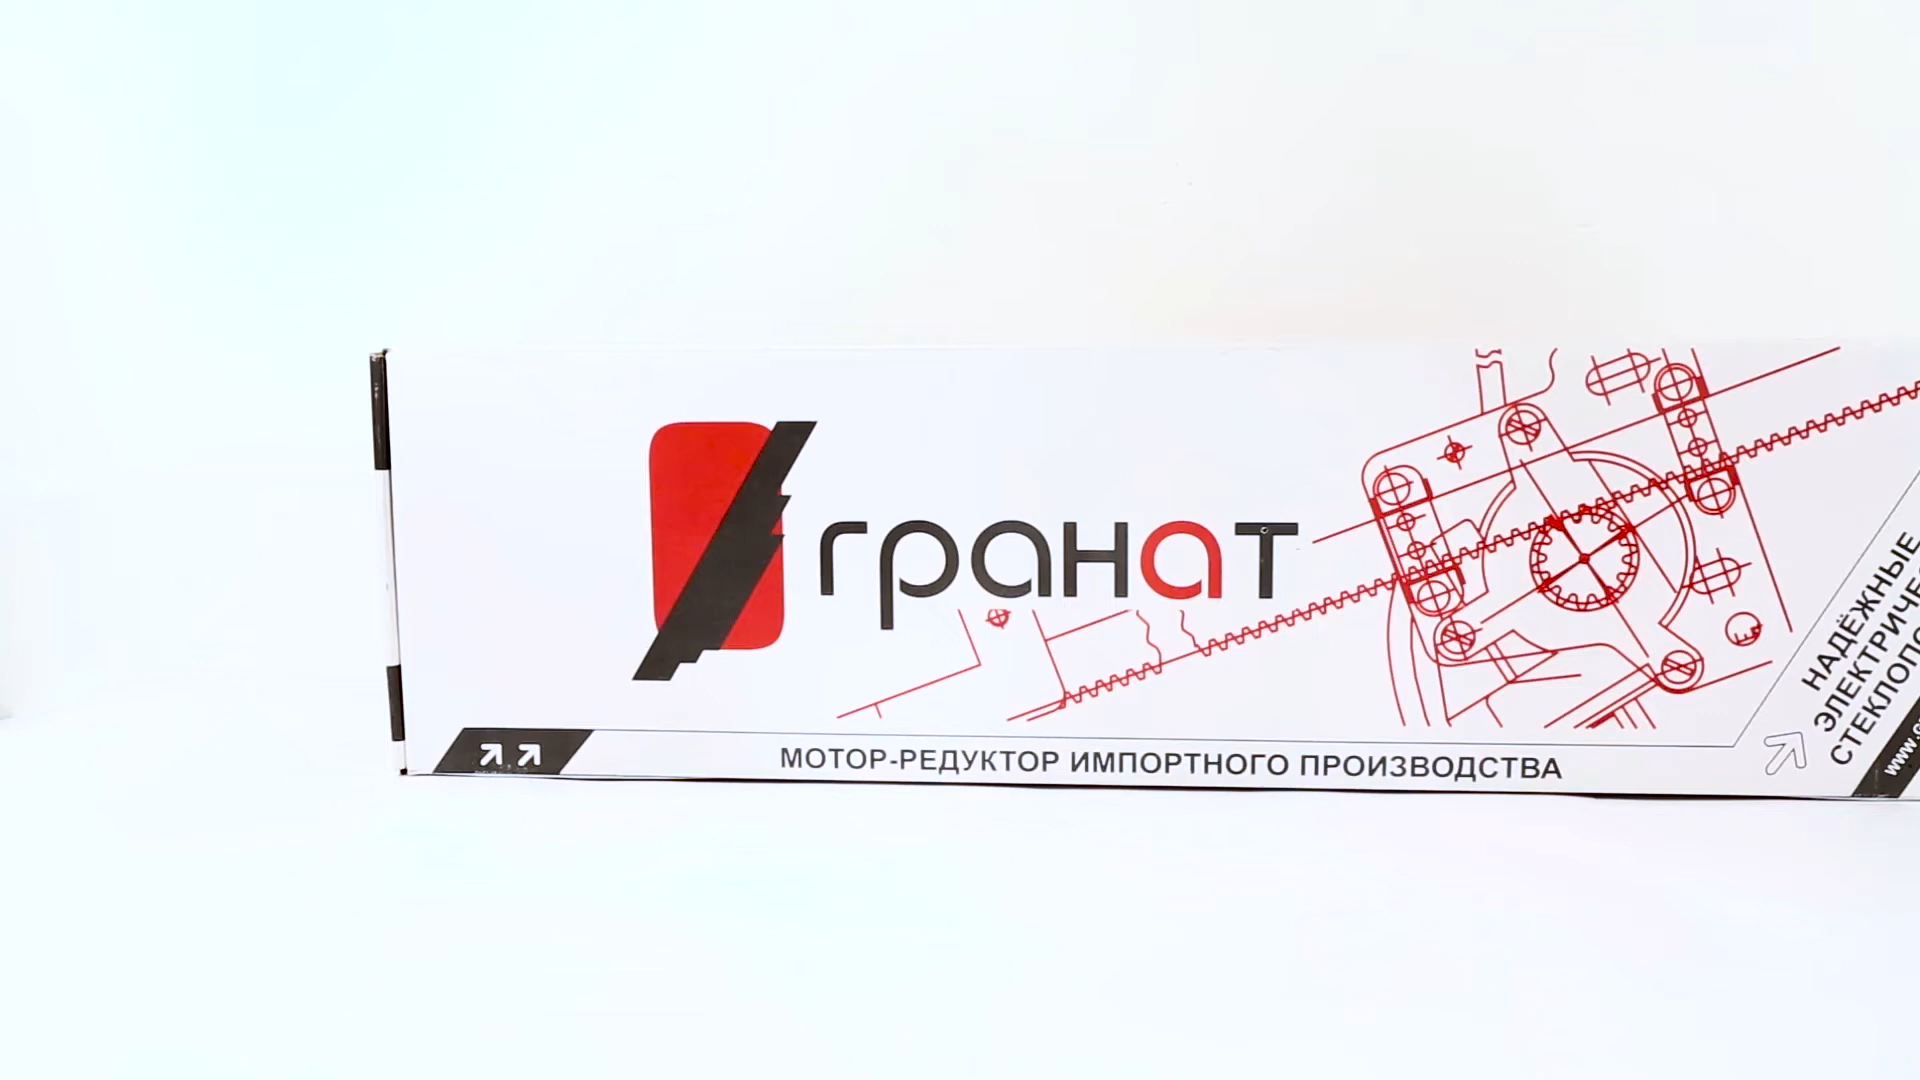 гранат
МОТОР-РЕДУКТОР ИМПОРТНОГО ПРОИЗВОДСТВА
НАДЁЖНЫЕ